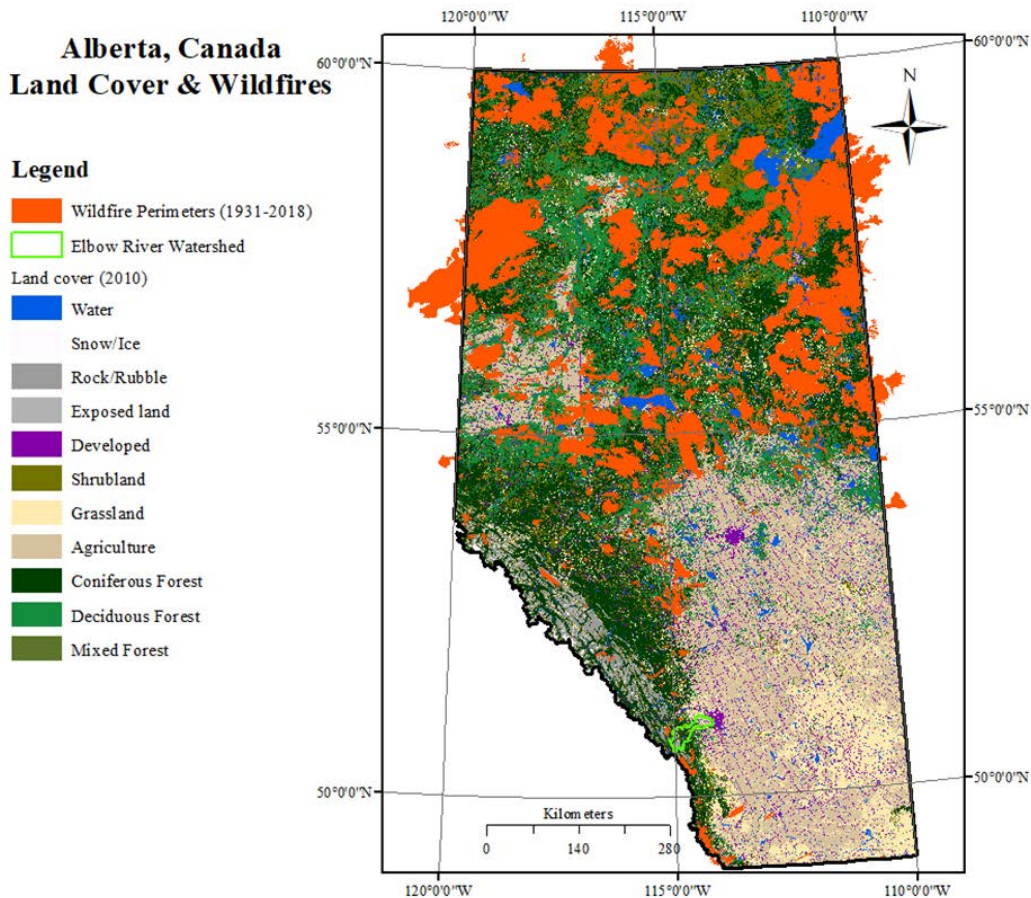 Alberta, Canada
Land Cover & Wildfires
Legend
Wildfire Perimeters (1931-2018)
Elbow River Watershed
Land cover (2010)
Water
Snow/Ice
Rock/Rubble
Exposed land
Developed
Shrubland
Grassland
Agriculture
Coniferous Forest
Deciduous Forest
Mixed Forest
120°0'0"W 115°0'0"W 110°0'0"W
60°0'0"N 60°0'0"N
N
55°0'0"N 55°0'0"N
50°0'0"N 50°0'0"N
Kilometers
0 140 280
120°0'0"W 115°0'0"W 110°0'0"W